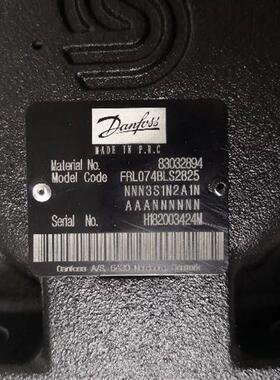 Danfoss
MADE IN P.R.C
Material No. 83032894
Model Code FRL074BLS2825
NNN3S1N2A1N
AAANNNNNN
Serial No. H182003424M
Danfoss A/S, 6430 Nordborg, Denmark